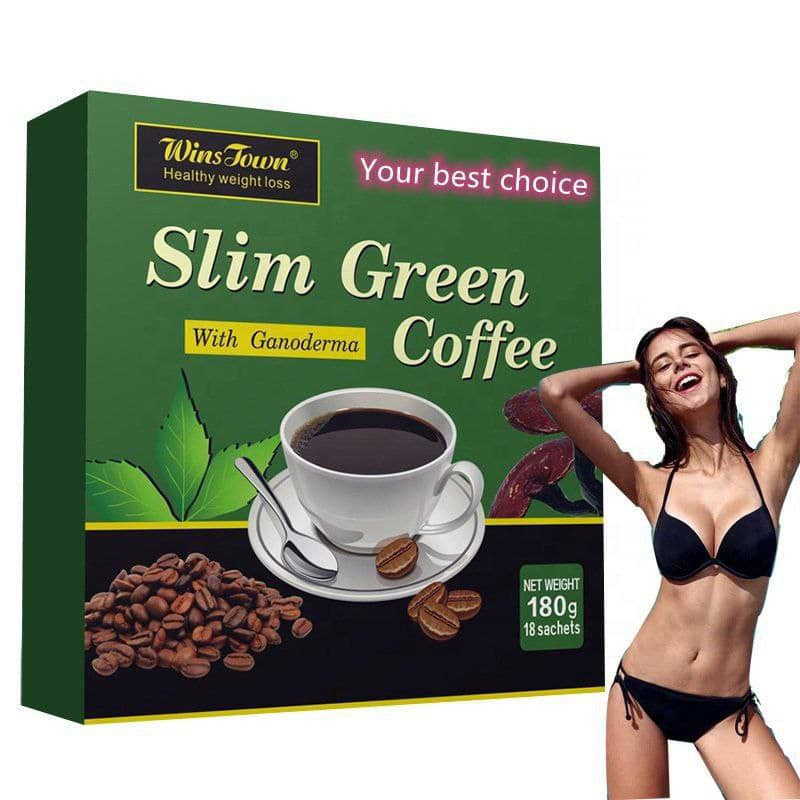 WinsTown®
Healthy weight loss
Your best choice
Slim Green
With Ganoderma
Coffee
NET WEIGHT
180g
18 sachets